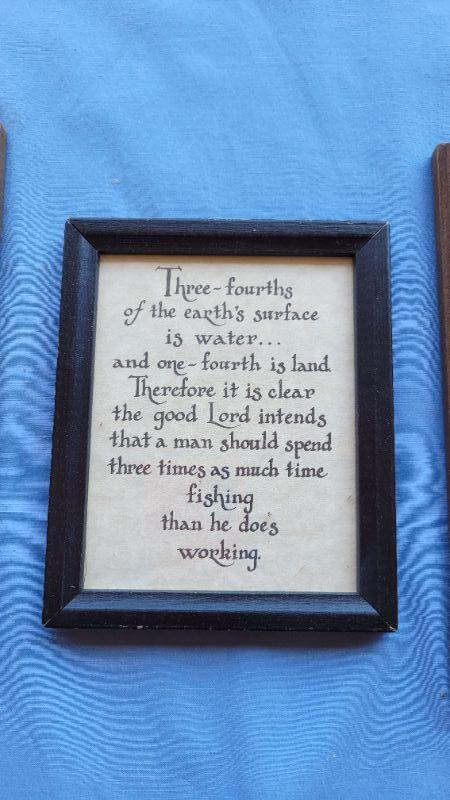 Three-fourths
of the earth's surface
is water...
and one-fourth is land
Therefore it is clear
the good Lord intends
that a man should spend
three times as much time
fishing
than he does
working.